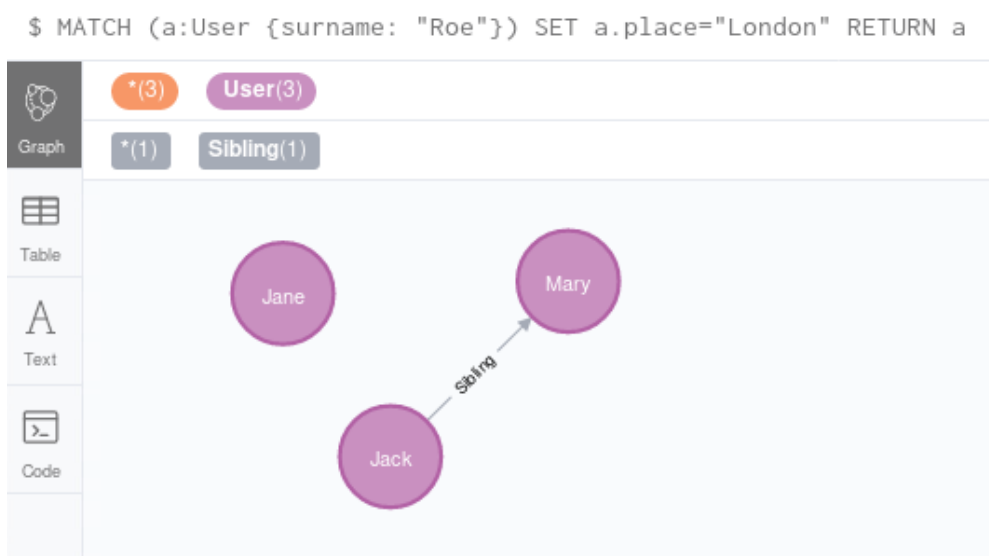 $ MATCH (a:User {surname: "Roe"}) SET a.place="London" RETURN a
*(3) User(3)
Graph
*(1) Sibling(1)
Table
Jane
Mary
Text
Sibling
Jack
Code